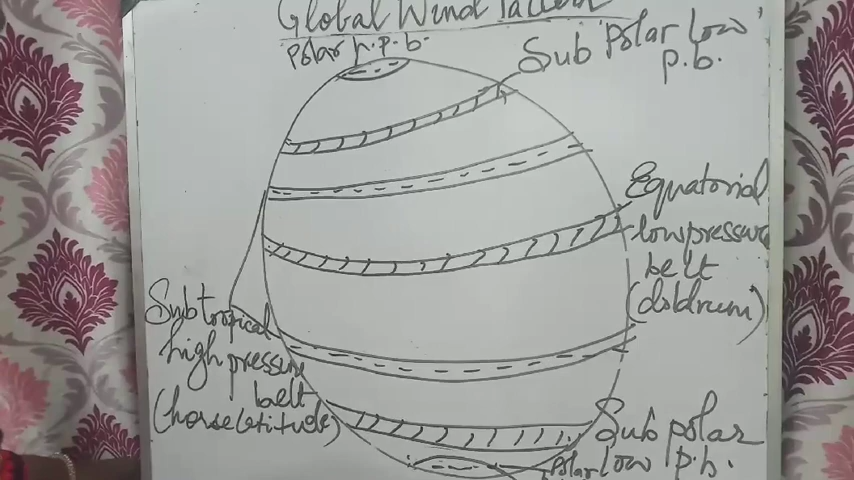 Global Wind Pattern
Polar h.p.b.
Sub Polar Low
p.b.
Equatorial
low pressure
belt
(doldrum)
Subtropical
high pressure
belt
(horse latitude)
Sub polar
low p.b.
Polar